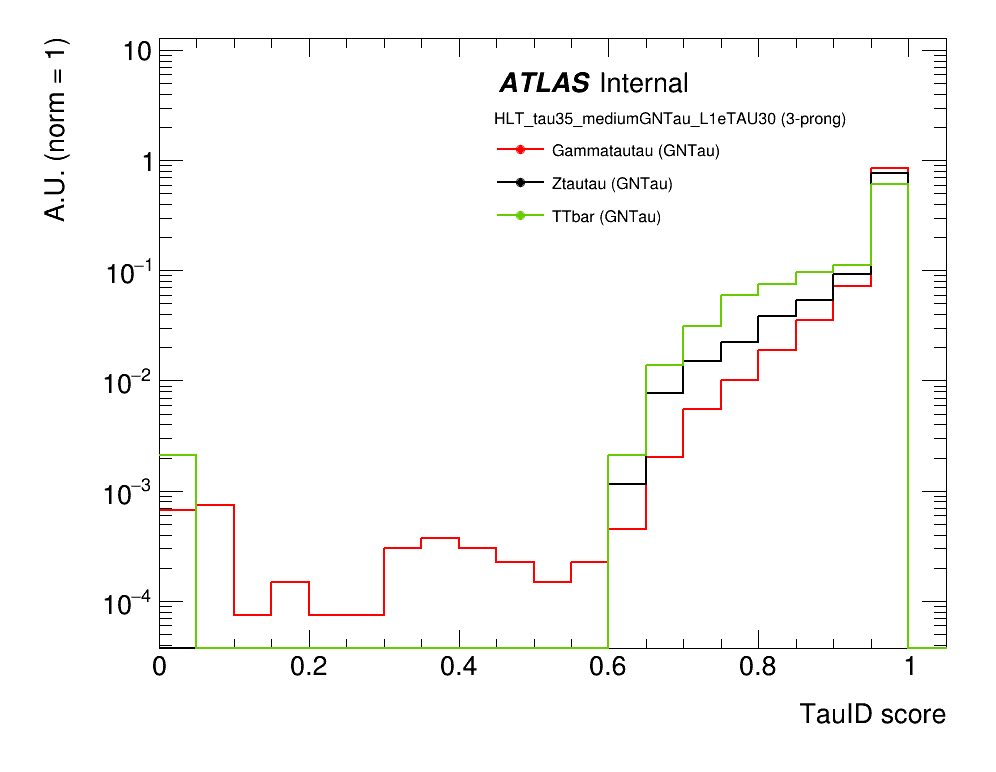 A.U. (norm = 1)
10
1
10⁻¹
10⁻²
10⁻³
10⁻⁴
ATLAS Internal
HLT_tau35_mediumGNTau_L1eTAU30 (3-prong)
Gammatautau (GNTau)
Ztautau (GNTau)
TTbar (GNTau)
0 0.2 0.4 0.6 0.8 1
TauID score